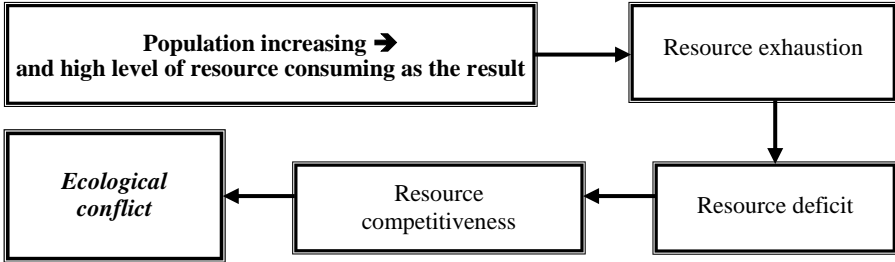 Population increasing ➔
and high level of resource consuming as the result
Resource exhaustion
Resource deficit
Resource
competitiveness
Ecological
conflict